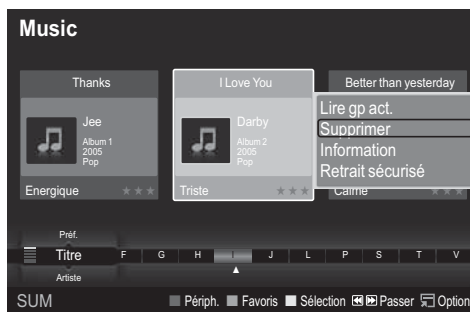 Music
Thanks
Jee
Album 1
2005
Pop
Energique
I Love You
Darby
Album 2
2005
Pop
Triste
Better than yesterday
Lire gp act.
Supprimer
Information
Retrait sécurisé
Calme
Préf.
Titre F G H I J L P S T V
Artiste
SUM Périph. Favoris Sélection Passer Option